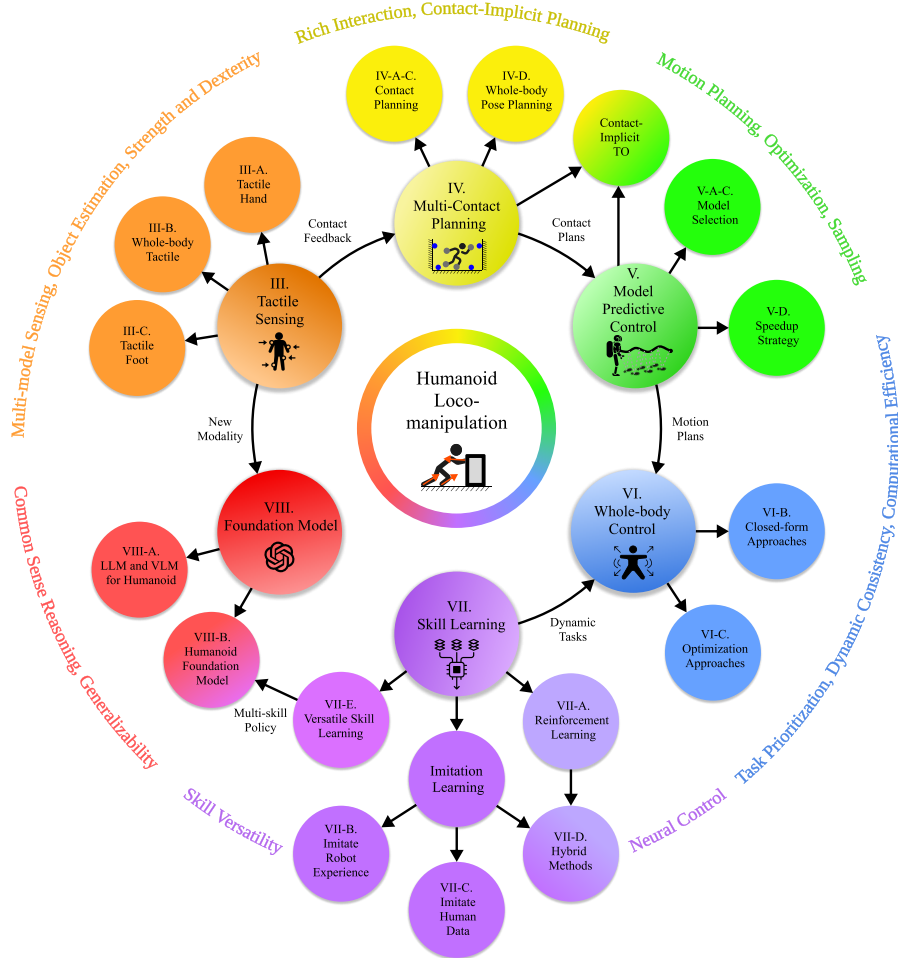 Rich Interaction, Contact-Implicit Planning
Motion Planning, Optimization, Sampling
Multi-model Sensing, Object Estimation, Strength and Dexterity
Task Prioritization, Dynamic Consistency, Computational Efficiency
Common Sense Reasoning, Generalizability
Skill Versatility
Neural Control
IV-A-C.
Contact
Planning
IV-D.
Whole-body
Pose Planning
Contact-
Implicit
TO
III-A.
Tactile
Hand
III-B.
Whole-body
Tactile
III-C.
Tactile
Foot
Contact
Feedback
IV.
Multi-Contact
Planning
Contact
Plans
V-A-C.
Model
Selection
III.
Tactile
Sensing
V.
Model
Predictive
Control
V-D.
Speedup
Strategy
Humanoid
Loco-
manipulation
New
Modality
Motion
Plans
VIII.
Foundation Model
VI.
Whole-body
Control
VI-B.
Closed-form
Approaches
VIII-A.
LLM and VLM
for Humanoid
VII.
Skill Learning
Dynamic
Tasks
VI-C.
Optimization
Approaches
VIII-B.
Humanoid
Foundation
Model
Multi-skill
Policy
VII-E.
Versatile Skill
Learning
VII-A.
Reinforcement
Learning
Imitation
Learning
VII-B.
Imitate
Robot
Experience
VII-C.
Imitate
Human
Data
VII-D.
Hybrid
Methods